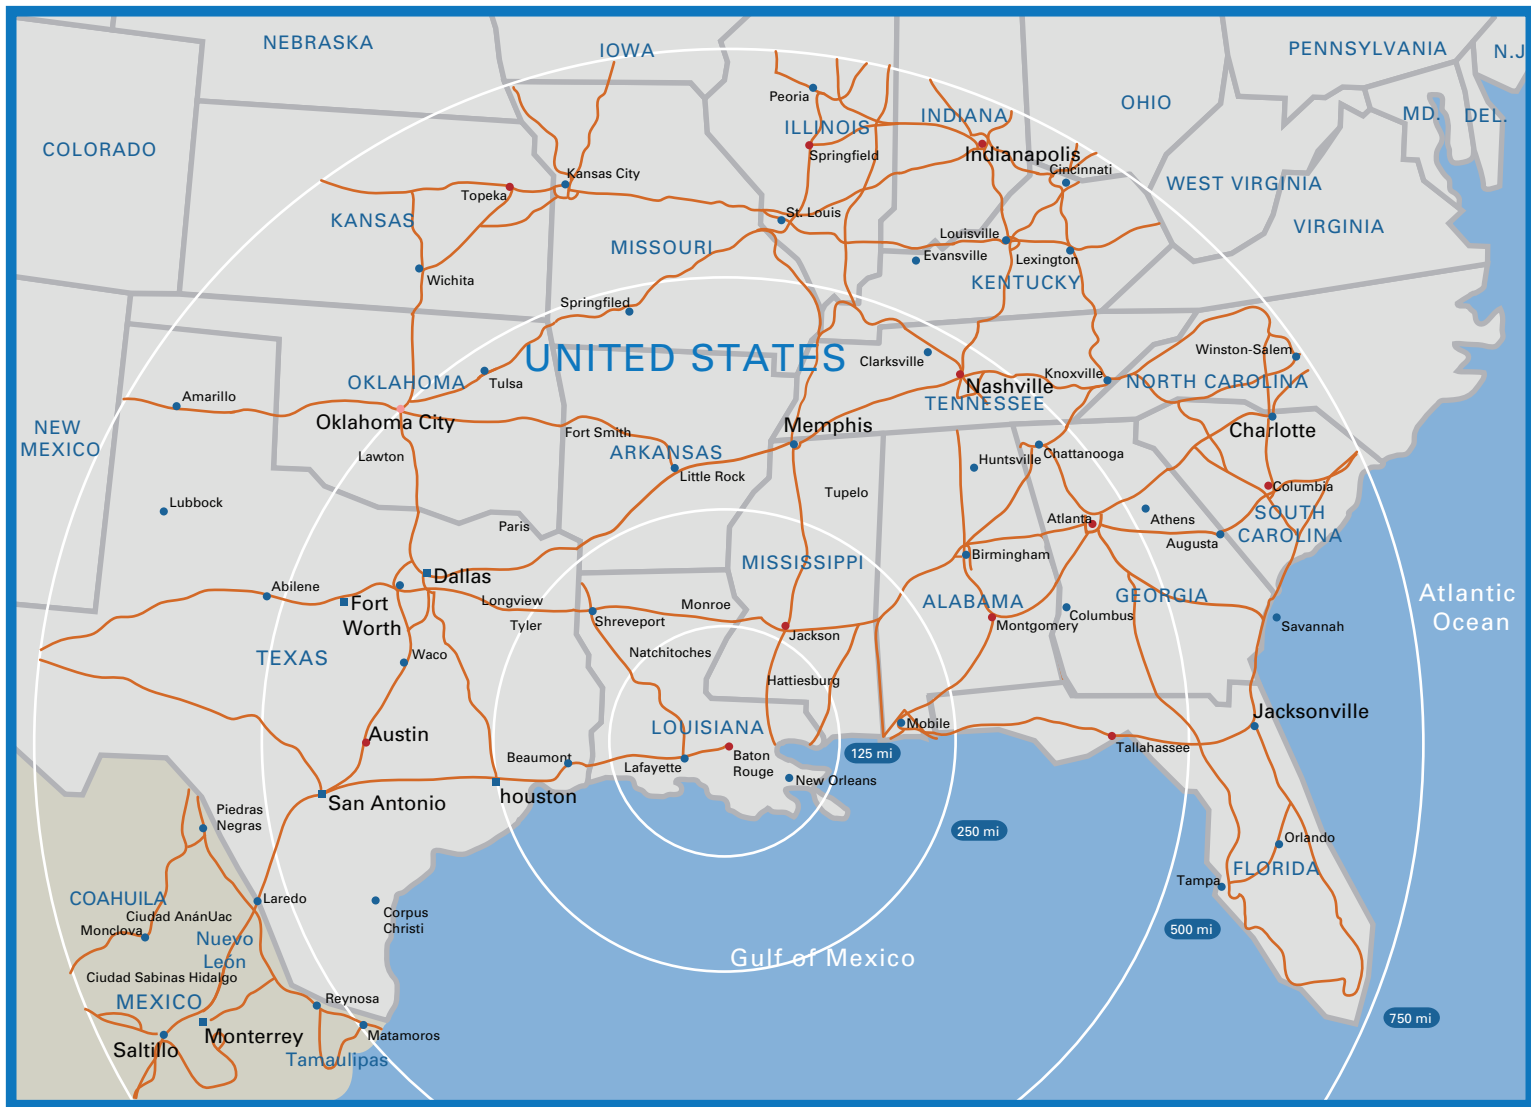 NEBRASKA
IOWA
PENNSYLVANIA
N.J
COLORADO
Peoria
ILLINOIS
INDIANA
OHIO
MD.
DEL.
Springfield
Indianapolis
Cincinnati
Kansas City
Topeka
KANSAS
St. Louis
WEST VIRGINIA
VIRGINIA
MISSOURI
Louisville
Evansville
Lexington
KENTUCKY
Wichita
Springfiled
UNITED STATES
Clarksville
Winston-Salem
OKLAHOMA
Tulsa
Nashville
Knoxville
NORTH CAROLINA
TENNESSEE
Amarillo
Oklahoma City
NEW
MEXICO
Fort Smith
Memphis
Charlotte
Lawton
ARKANSAS
Little Rock
Huntsville
Chattanooga
Lubbock
Paris
Tupelo
Columbia
SOUTH
CAROLINA
Atlanta
Athens
Augusta
MISSISSIPPI
Birmingham
Dallas
Abilene
Fort
Worth
Longview
Tyler
Monroe
Shreveport
Jackson
ALABAMA
GEORGIA
Columbus
Montgomery
Savannah
Atlantic
Ocean
TEXAS
Waco
Natchitoches
Hattiesburg
LOUISIANA
Austin
Mobile
Jacksonville
Tallahassee
Beaumont
Lafayette
Baton
Rouge
125 mi
New Orleans
San Antonio
houston
Piedras
Negras
250 mi
Orlando
FLORIDA
Tampa
COAHUILA
Laredo
Ciudad AnánUac
Monclova
Corpus
Christi
500 mi
Nuevo
León
Gulf of Mexico
Ciudad Sabinas Hidalgo
MEXICO
Reynosa
750 mi
Monterrey
Matamoros
Saltillo
Tamaulipas